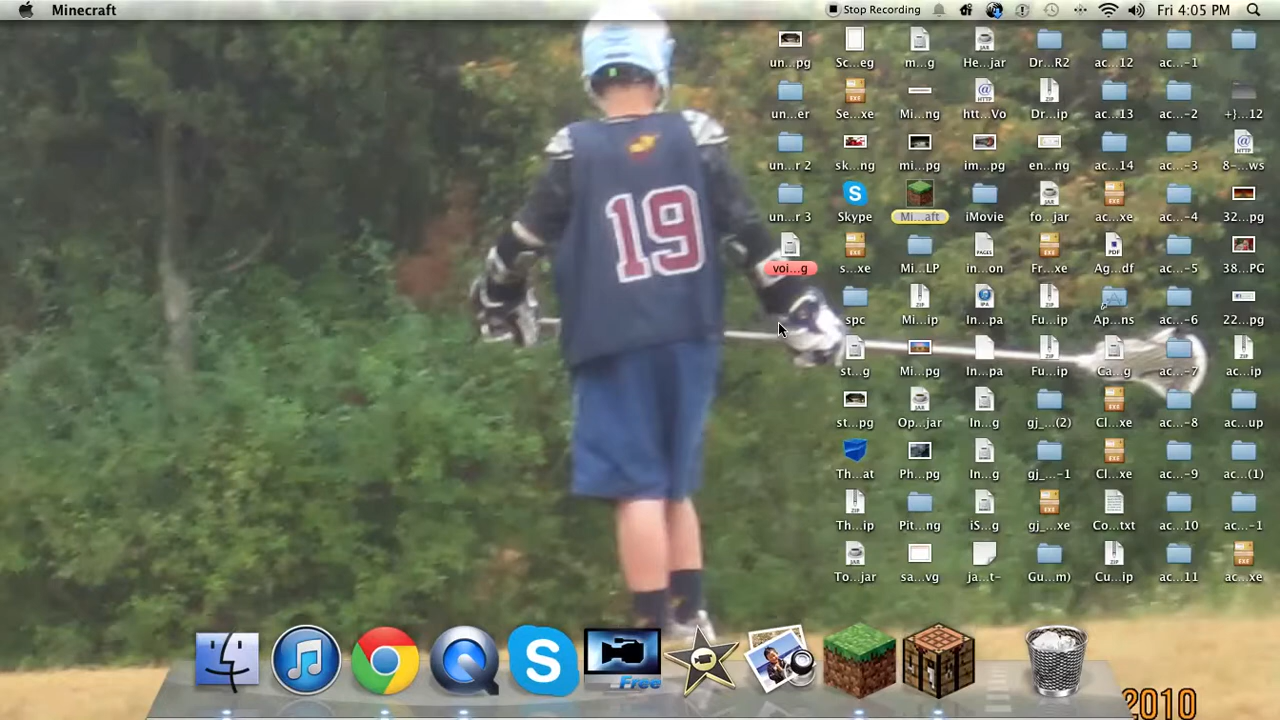 Minecraft Stop Recording Fri 4:05 PM
un...pg Sc...eg m...g He...jar Dr...R2 ac...12 ac...-1
un...er Se...xe Mi...ng htt...Vo Dr...ip ac...13 ac...-2 +}...12
un...r 2 sk...ng mi...pg im...pg en...ng ac...14 ac...-3 8-...ws
un...r 3 Skype Mi...aft iMovie fo...jar ac...xe ac...-4 32...pg
voi...g s...xe Mi...LP in...on Fr...xe Ag...df ac...-5 38...PG
spc Mi...ip In...pa Fu...ip Ap...ns ac...-6 22...pg
st...g Mi...pg In...pa Fu...ip Ca...g ac...-7 ac...ip
st...pg Op...jar In...g gj_...(2) Cl...xe ac...-8 ac...up
Th...at Ph...pg In...g gj_...-1 Cl...xe ac...-9 ac...(1)
Th...ip Pit...ng iS...g gj_...xe Co...txt ac...10 ac...-1
To...jar sa...vg ja...t- Gu...m) Cu...ip ac...11 ac...xe
19
Free
2010